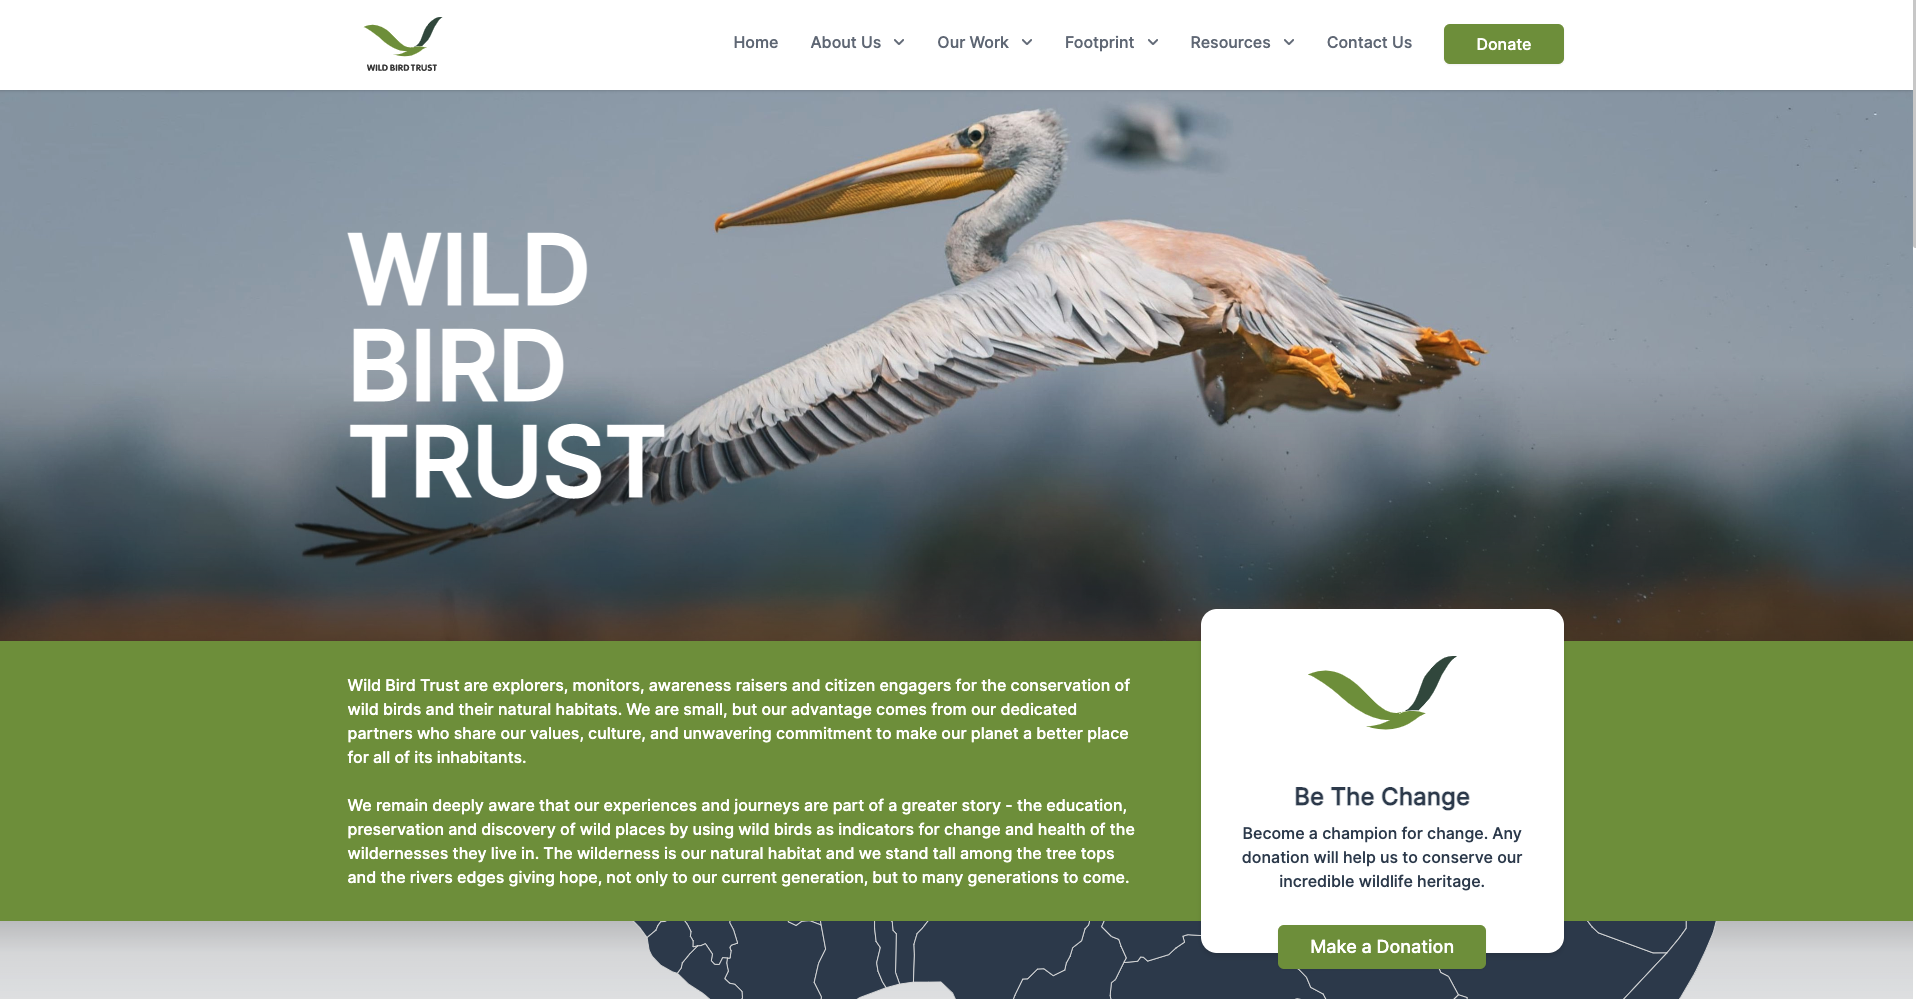 WILD BIRD TRUST
Home About Us Our Work Footprint Resources Contact Us Donate
WILD
BIRD
TRUST
Wild Bird Trust are explorers, monitors, awareness raisers and citizen engagers for the conservation of
wild birds and their natural habitats. We are small, but our advantage comes from our dedicated
partners who share our values, culture, and unwavering commitment to make our planet a better place
for all of its inhabitants.
We remain deeply aware that our experiences and journeys are part of a greater story - the education,
preservation and discovery of wild places by using wild birds as indicators for change and health of the
wildernesses they live in. The wilderness is our natural habitat and we stand tall among the tree tops
and the rivers edges giving hope, not only to our current generation, but to many generations to come.
Be The Change
Become a champion for change. Any
donation will help us to conserve our
incredible wildlife heritage.
Make a Donation